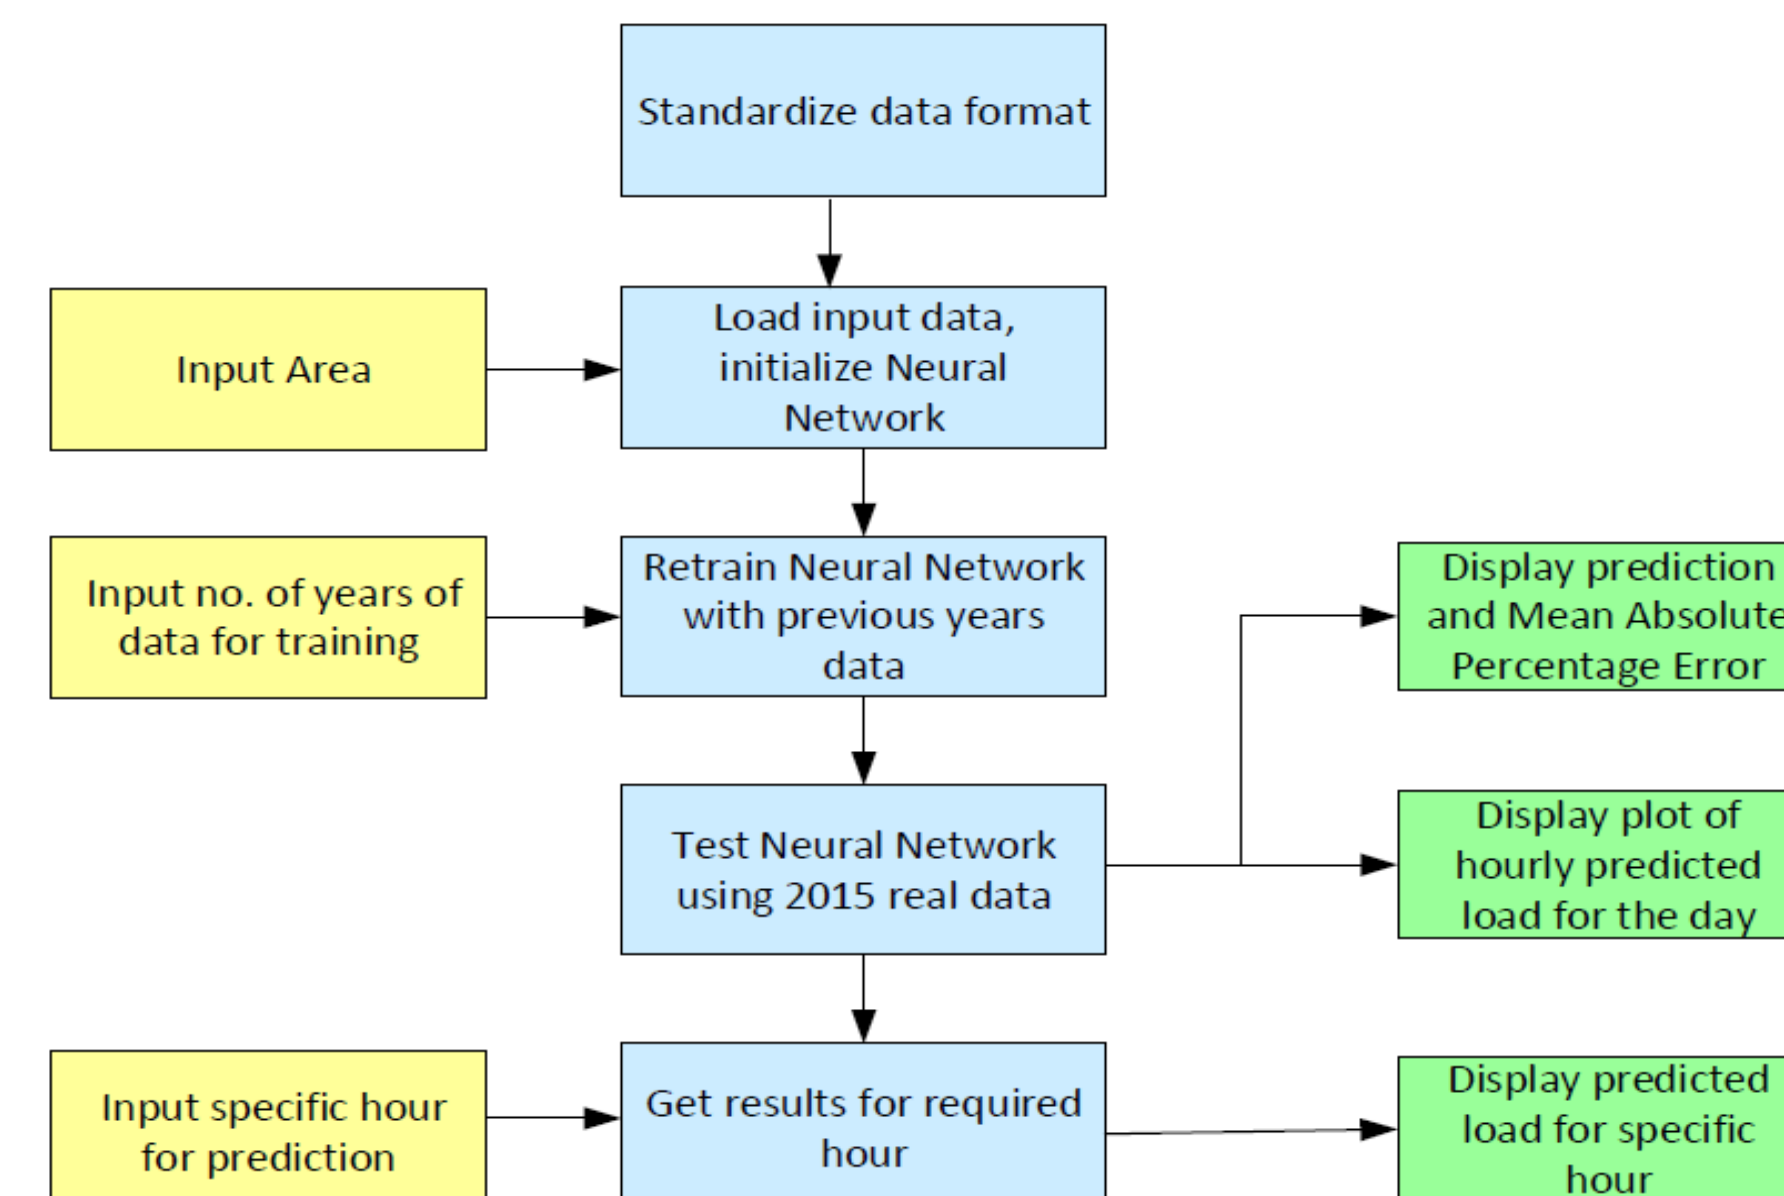 Standardize data format
Input Area
Load input data,
initialize Neural
Network
Input no. of years of
data for training
Retrain Neural Network
with previous years
data
Display prediction
and Mean Absolute
Percentage Error
Test Neural Network
using 2015 real data
Display plot of
hourly predicted
load for the day
Input specific hour
for prediction
Get results for required
hour
Display predicted
load for specific
hour